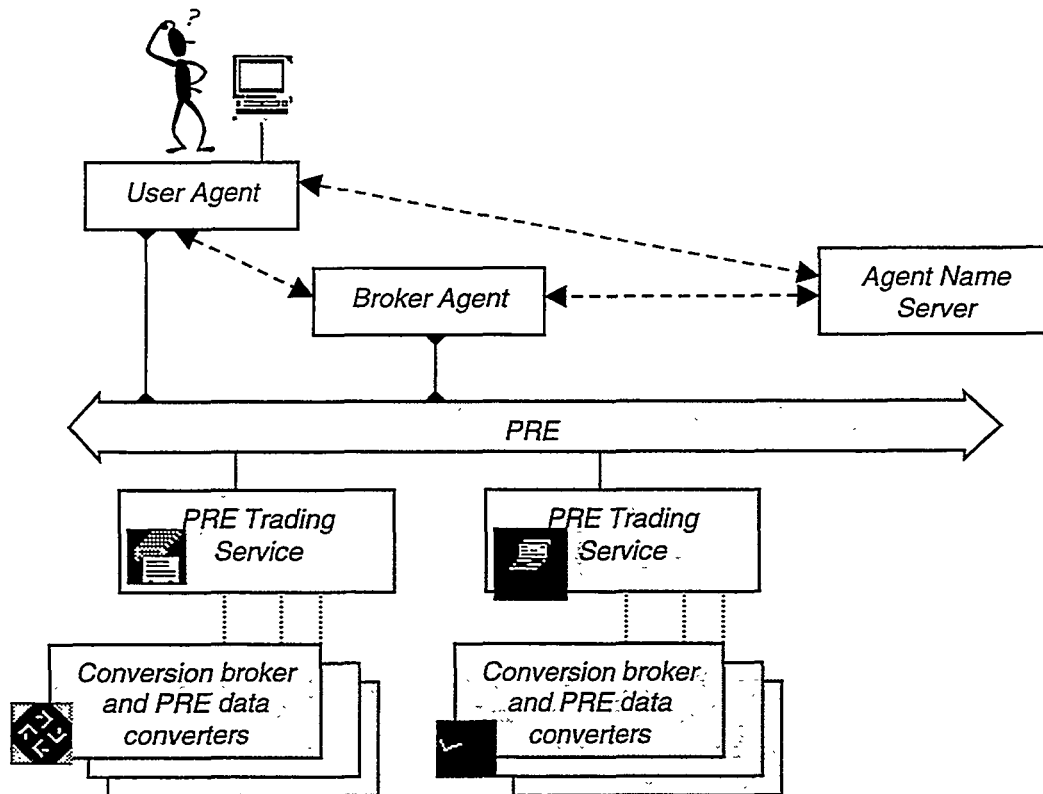 ?
User Agent
Broker Agent
Agent Name
Server
PRE
PRE Trading
Service
PRE Trading
Service
Conversion broker
and PRE data
converters
Conversion broker
and PRE data
converters